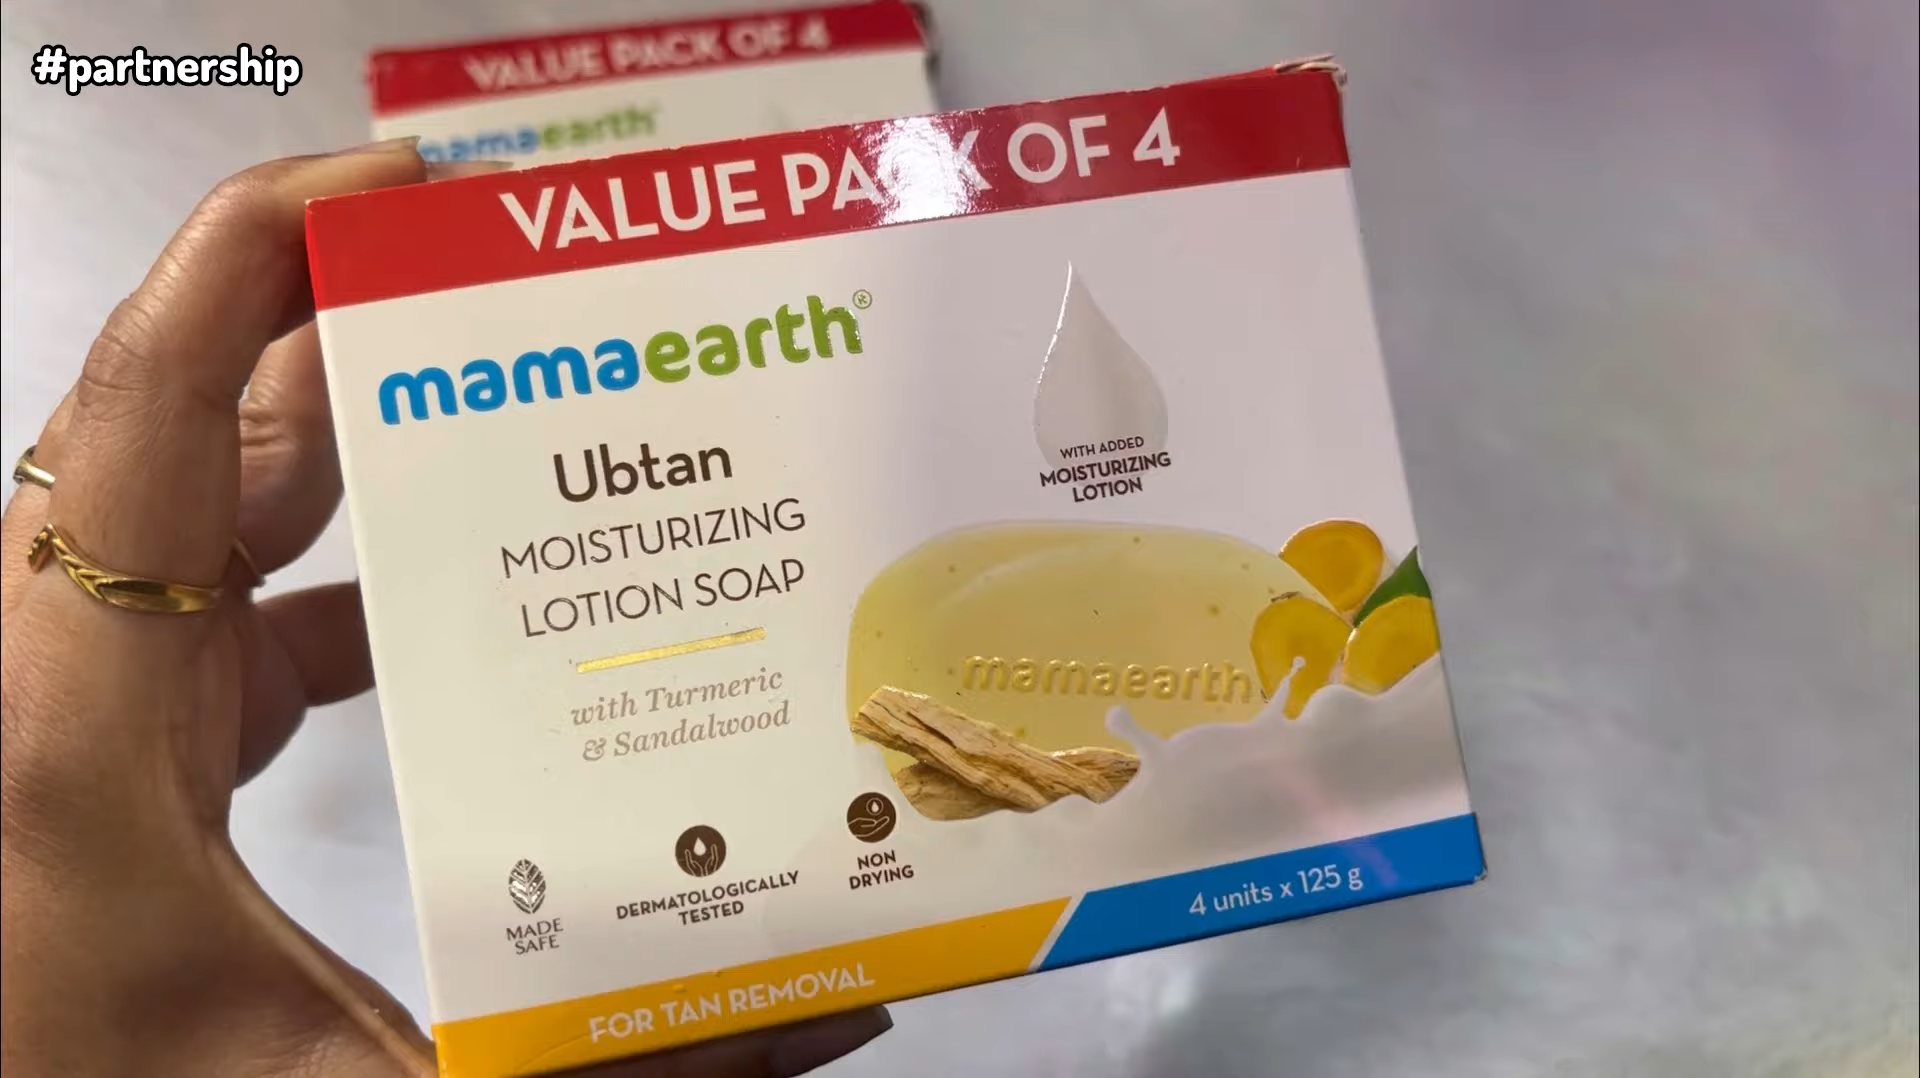 #partnership
VALUE PACK OF 4
mamaearth
VALUE PACK OF 4
mamaearth®
Ubtan
MOISTURIZING
LOTION SOAP
with Turmeric
& Sandalwood
WITH ADDED
MOISTURIZING
LOTION
mamaearth
MADE
SAFE
DERMATOLOGICALLY
TESTED
NON
DRYING
FOR TAN REMOVAL
4 units x 125 g